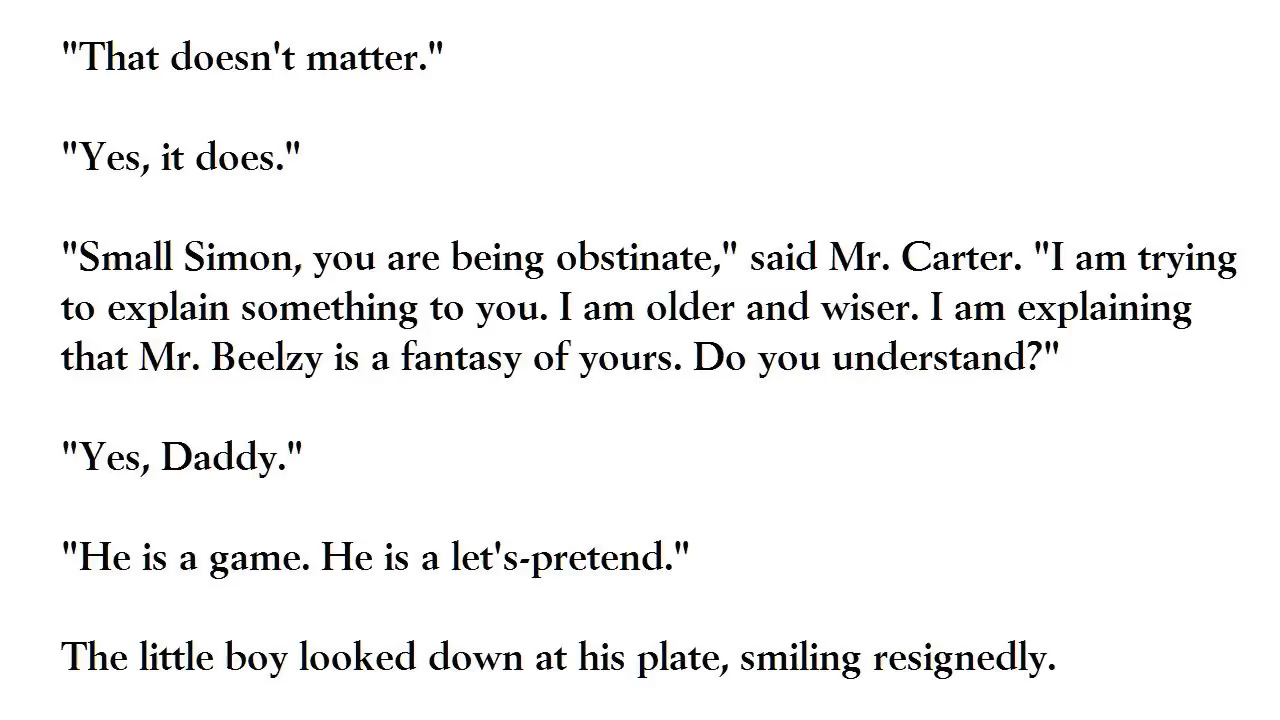 "That doesn't matter."
"Yes, it does."
"Small Simon, you are being obstinate," said Mr. Carter. "I am trying
to explain something to you. I am older and wiser. I am explaining
that Mr. Beelzy is a fantasy of yours. Do you understand?"
"Yes, Daddy."
"He is a game. He is a let's-pretend."
The little boy looked down at his plate, smiling resignedly.